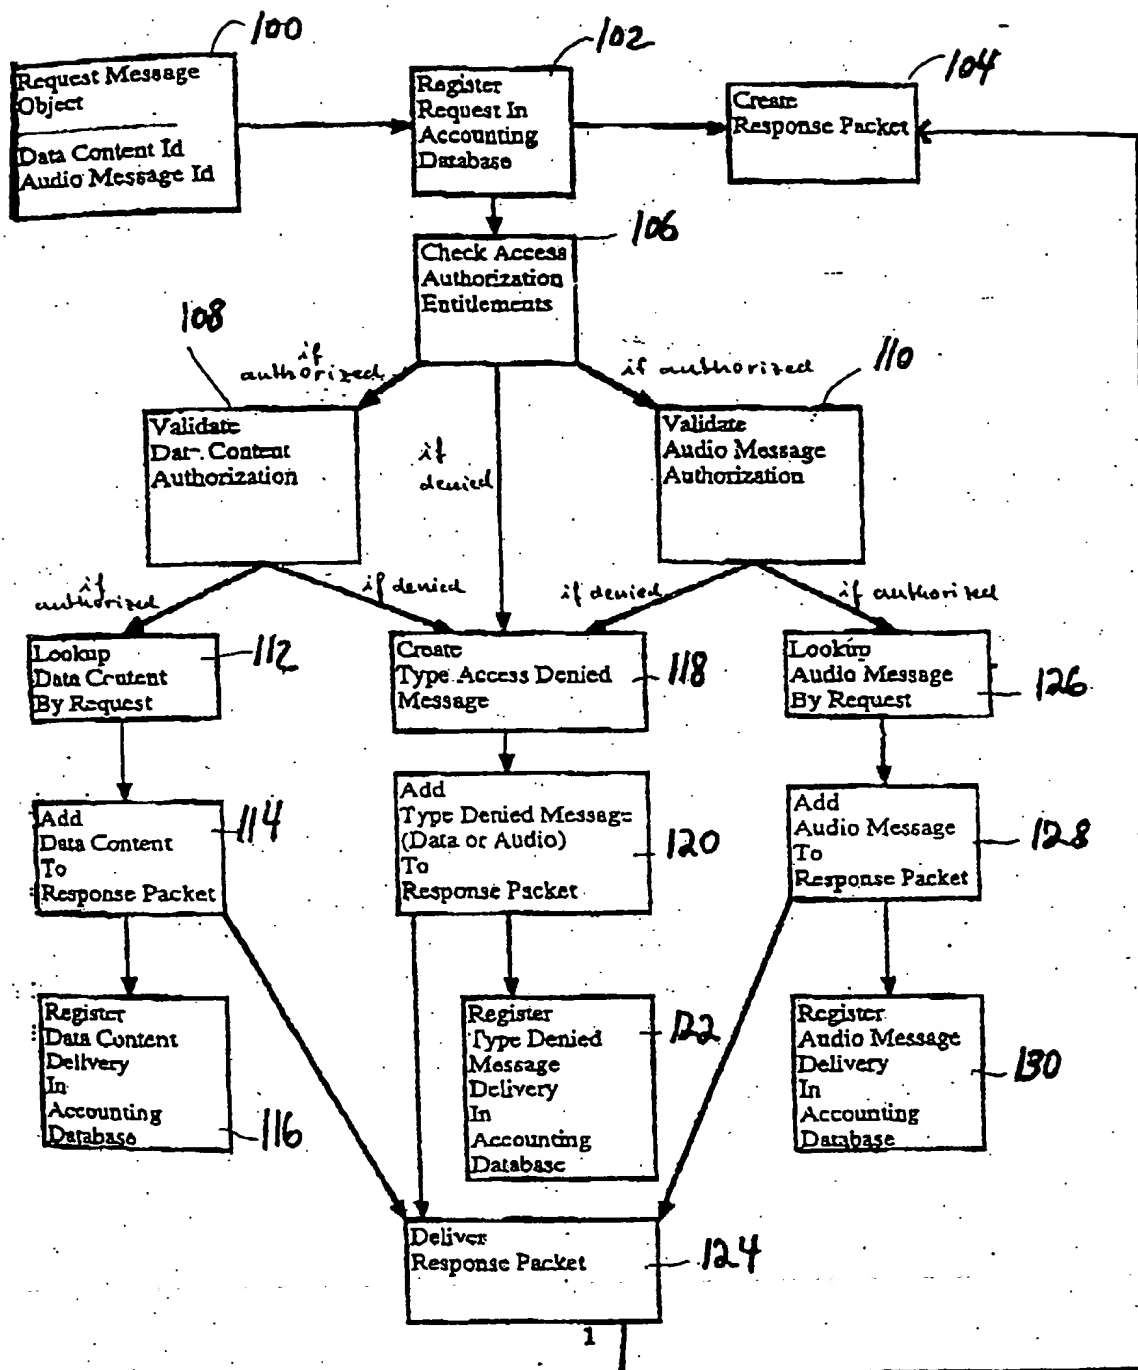 100
Request Message
Object
Data Content Id
Audio Message Id
102
Register
Request In
Accounting
Database
104
Create
Response Packet
106
Check Access
Authorization
Entitlements
if
authorized
if
denied
if authorized
108
Validate
Content
Authorization
110
Validate
Audio Message
Authorization
if
authorized
if denied
if denied
if authorized
112
Lookup
Data Content
By Request
118
Create
Type Access Denied
Message
126
Lookup
Audio Message
By Request
114
Add
Data Content
To
Response Packet
120
Add
Type Denied Message
(Data or Audio)
To
Response Packet
128
Add
Audio Message
To
Response Packet
116
Register
Data Content
Delivery
In
Accounting
Database
122
Register
Type Denied
Message
Delivery
In
Accounting
Database
130
Register
Audio Message
Delivery
In
Accounting
Database
124
Deliver
Response Packet
1